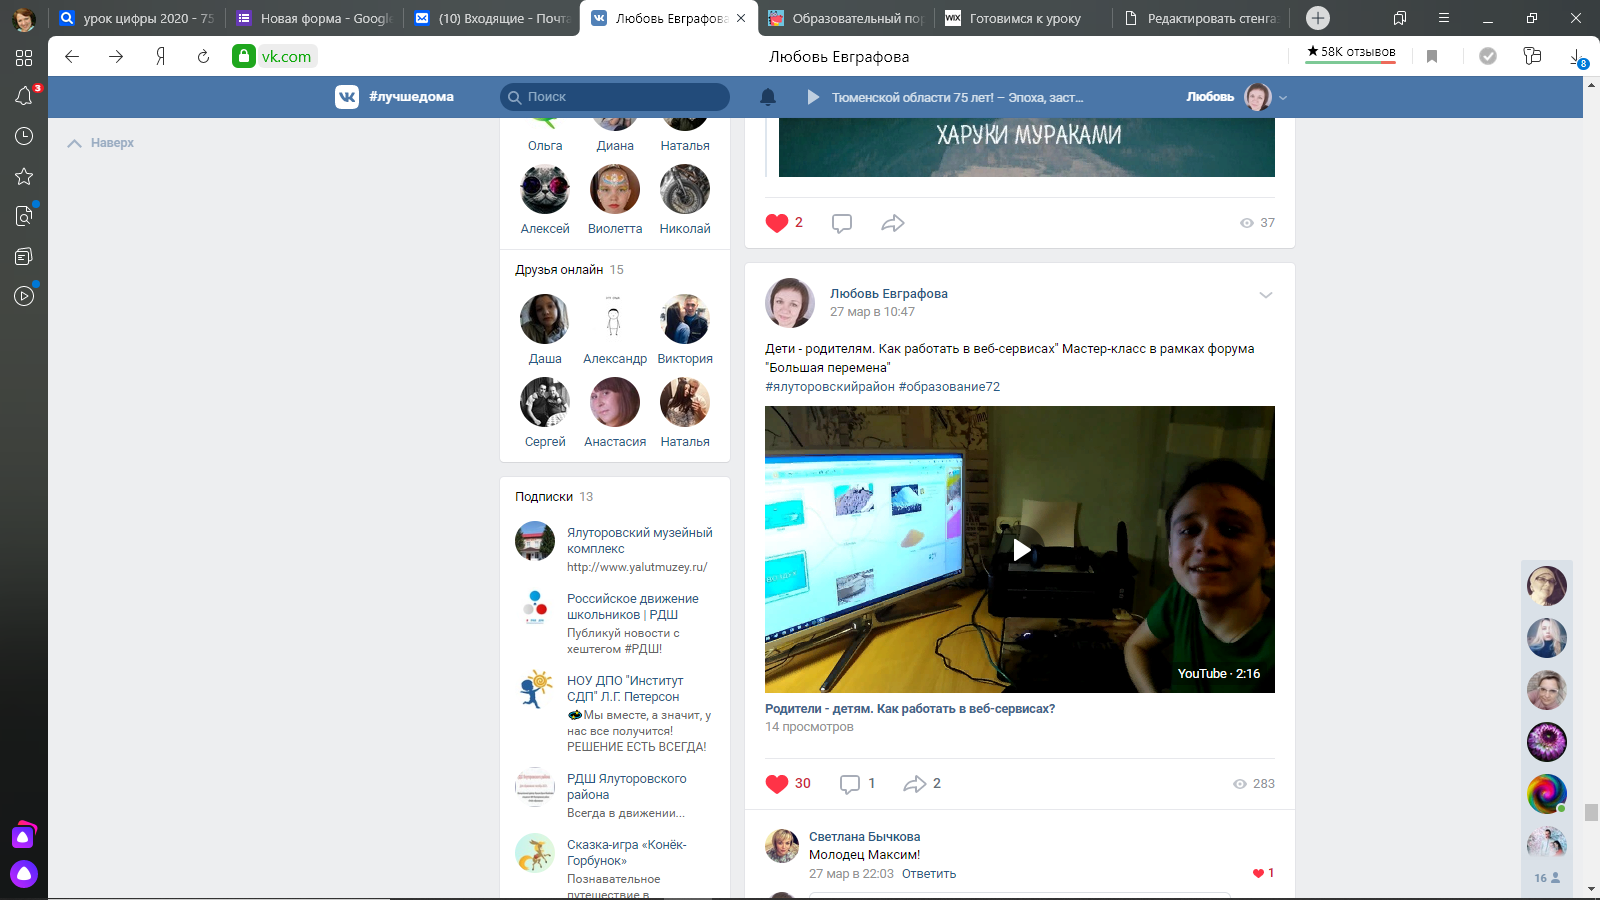 урок цифры 2020 - 75
Новая форма - Google
(10) Входящие - Почта
Любовь Евграфова
Образовательный пор
WIX Готовимся к уроку
Редактировать стенгаз
3
vk.com
Любовь Евграфова
★ 58K отзывов
8
#лучшедома
Поиск
Тюменской области 75 лет! – Эпоха, заст...
Любовь
Наверх
Ольга
Диана
Наталья
Алексей
Виолетта
Николай
Друзья онлайн 15
Даша
Александр
Виктория
Сергей
Анастасия
Наталья
Подписки 13
Ялуторовский музейный
комплекс
http://www.yalutmuzey.ru/
Российское движение
школьников | РДШ
Публикуй новости с
хештегом #РДШ!
НОУ ДПО "Институт
СДП" Л.Г. Петерсон
Мы вместе, а значит, у
нас все получится!
РЕШЕНИЕ ЕСТЬ ВСЕГДА!
РДШ Ялуторовского
района
Всегда в движении...
Сказка-игра «Конёк-
Горбунок»
Познавательное
путешествие в
ХАРУКИ МУРАКАМИ
2
37
Любовь Евграфова
27 мар в 10:47
Дети - родителям. Как работать в веб-сервисах" Мастер-класс в рамках форума
"Большая перемена"
#ялуторовскийрайон #образование72
YouTube · 2:16
Родители - детям. Как работать в веб-сервисах?
14 просмотров
30
1
2
283
Светлана Бычкова
Молодец Максим!
27 мар в 22:03 Ответить
1
16